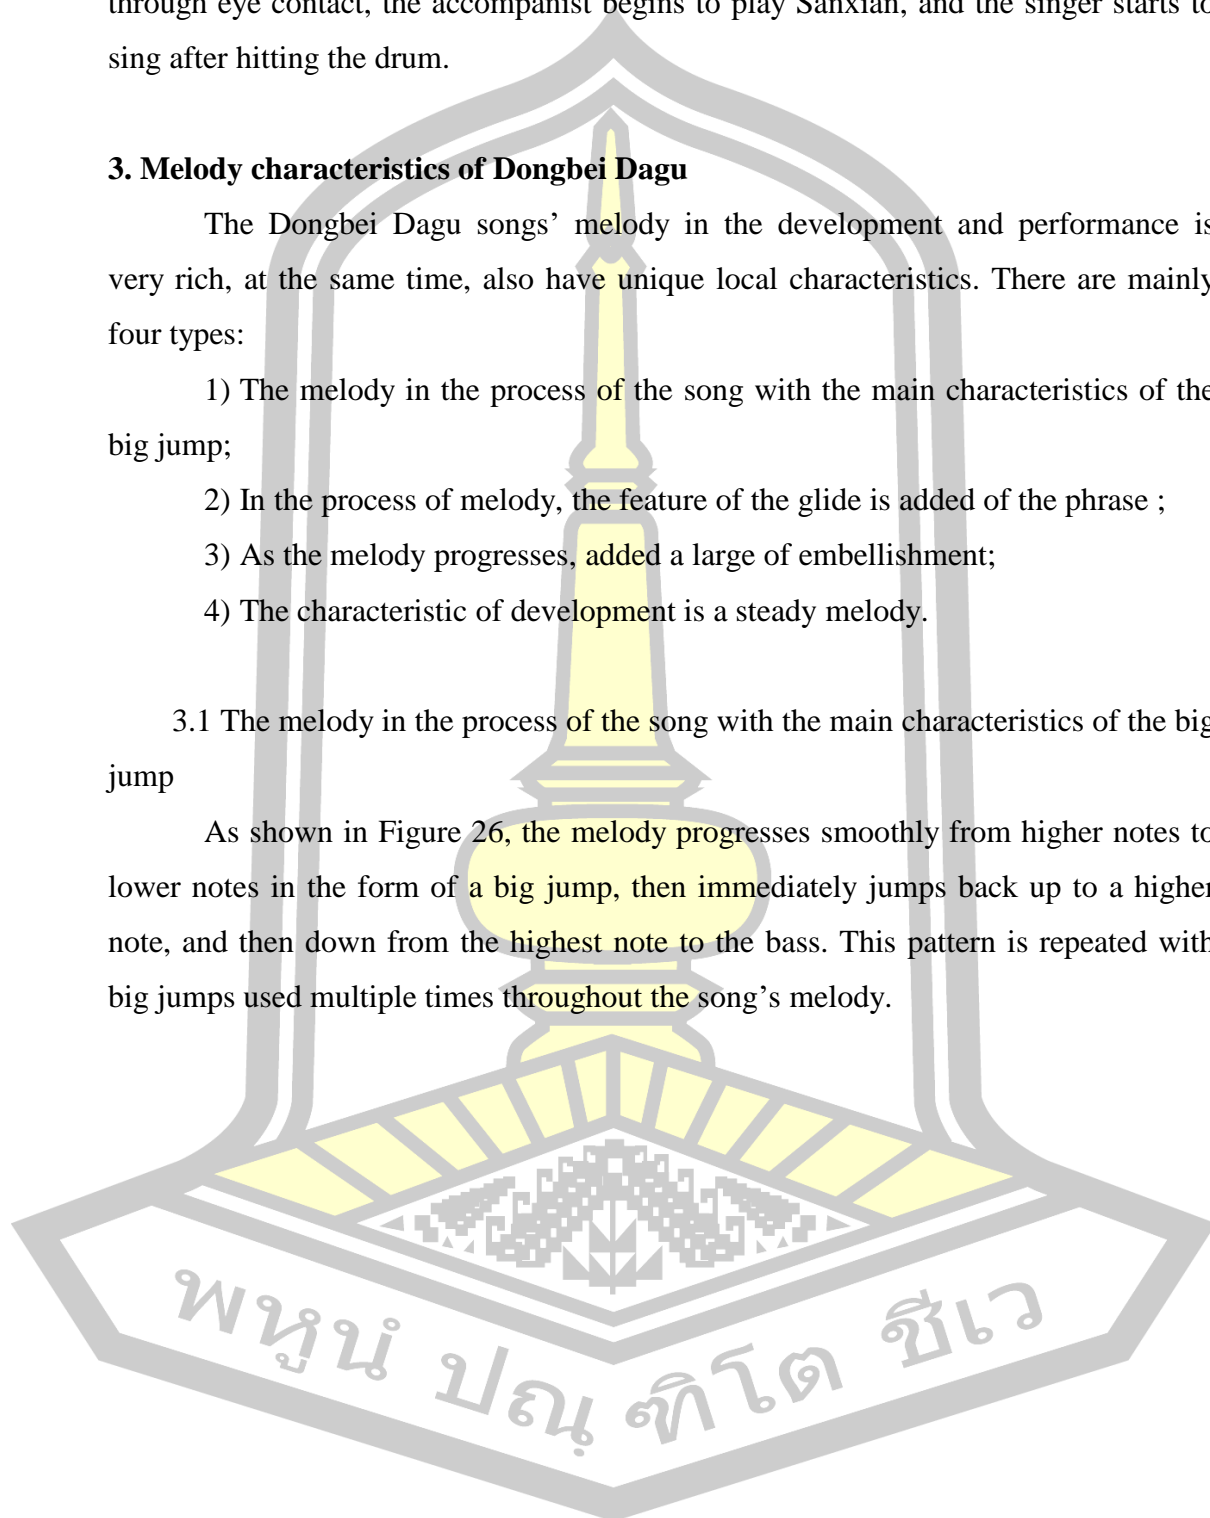 through eye contact, the accompanist begins to play Sanxian, and the singer starts to
sing after hitting the drum.
3. Melody characteristics of Dongbei Dagu
The Dongbei Dagu songs’ melody in the development and performance is
very rich, at the same time, also have unique local characteristics. There are mainly
four types:
1) The melody in the process of the song with the main characteristics of the
big jump;
2) In the process of melody, the feature of the glide is added of the phrase ;
3) As the melody progresses, added a large of embellishment;
4) The characteristic of development is a steady melody.
3.1 The melody in the process of the song with the main characteristics of the big
jump
As shown in Figure 26, the melody progresses smoothly from higher notes to
lower notes in the form of a big jump, then immediately jumps back up to a higher
note, and then down from the highest note to the bass. This pattern is repeated with
big jumps used multiple times throughout the song’s melody.
พหูนํ ปณฺฑิโต ชีเว